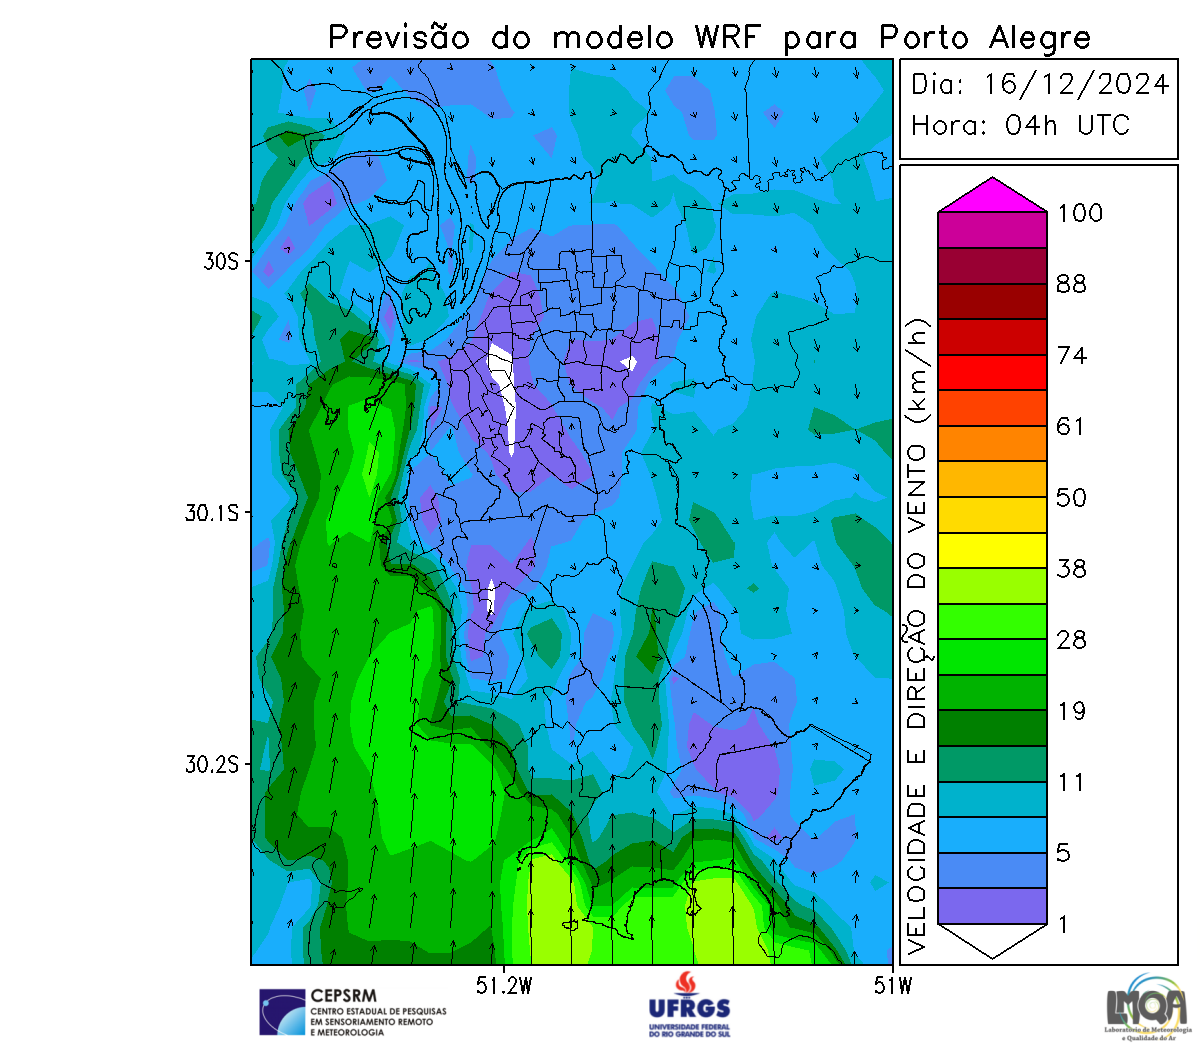 Previsão do modelo WRF para Porto Alegre
Dia: 16/12/2024
Hora: 04h UTC
30S
30.1S
30.2S
51.2W
51W
VELOCIDADE E DIREÇÃO DO VENTO (km/h)
100
88
74
61
50
38
28
19
11
5
1
CEPSRM
CENTRO ESTADUAL DE PESQUISAS
EM SENSORIAMENTO REMOTO
E METEOROLOGIA
UFRGS
UNIVERSIDADE FEDERAL
DO RIO GRANDE DO SUL
LMQA
Laboratório de Meteorologia
e Qualidade do Ar